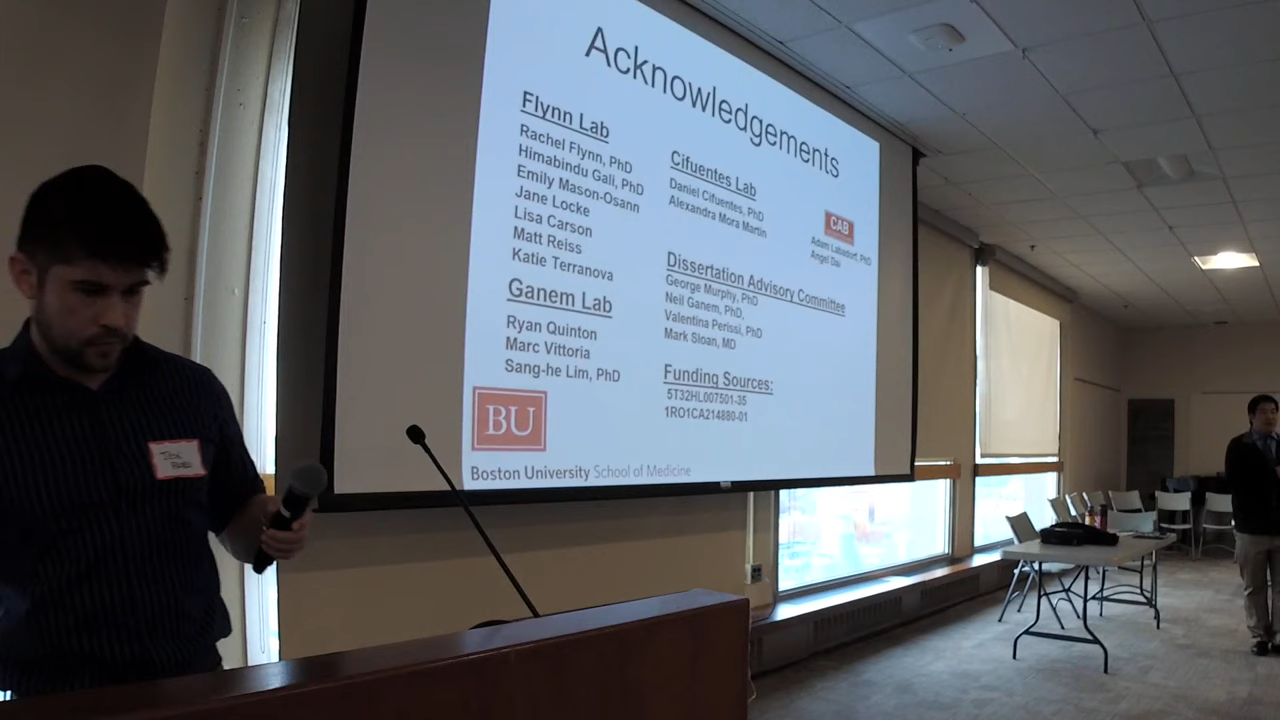 Acknowledgements
Flynn Lab
Rachel Flynn, PhD
Himabindu Gali, PhD
Emily Mason-Osann
Jane Locke
Lisa Carson
Matt Reiss
Katie Terranova
Ganem Lab
Ryan Quinton
Marc Vittoria
Sang-he Lim, PhD
BU
Boston University School of Medicine
Cifuentes Lab
Daniel Cifuentes, PhD
Alexandra Mora Martin
Dissertation Advisory Committee
George Murphy, PhD
Neil Ganem, PhD,
Valentina Perissi, PhD
Mark Sloan, MD
Funding Sources:
5T32HL007501-35
1RO1CA214880-01
CAB
Adam Labadorf, PhD
Angel Dai